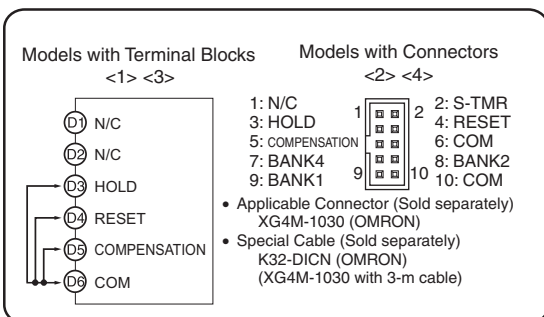 Models with Terminal Blocks
<1> <3>
D1 N/C
D2 N/C
D3 HOLD
D4 RESET
D5 COMPENSATION
D6 COM
Models with Connectors
<2> <4>
1: N/C
3: HOLD
5: COMPENSATION
7: BANK4
9: BANK1
1 2
9 10
2: S-TMR
4: RESET
6: COM
8: BANK2
10: COM
• Applicable Connector (Sold separately)
XG4M-1030 (OMRON)
• Special Cable (Sold separately)
K32-DICN (OMRON)
(XG4M-1030 with 3-m cable)